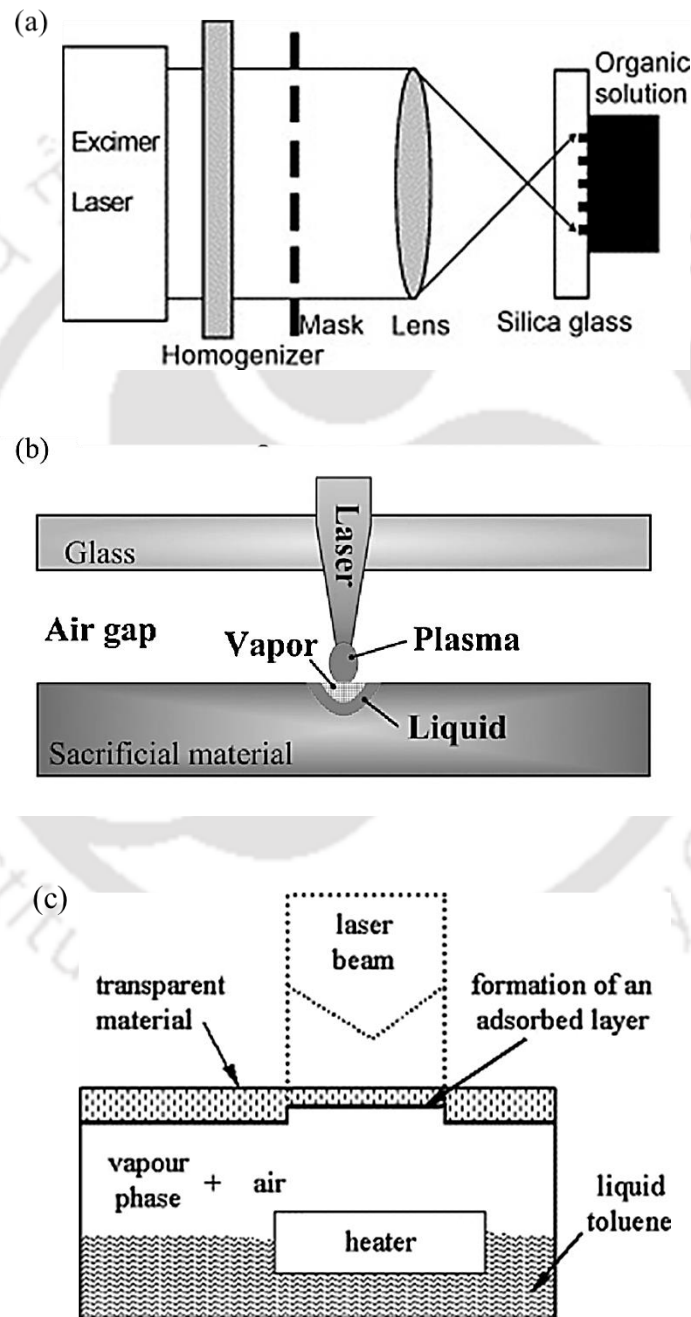 (a)
Organic
solution
Excimer
Laser
Mask
Lens
Silica glass
Homogenizer
(b)
Laser
Glass
Air gap
Vapor
Plasma
Liquid
Sacrificial material
(c)
laser
beam
transparent
material
formation of an
adsorbed layer
vapour
phase + air
heater
liquid
toluene